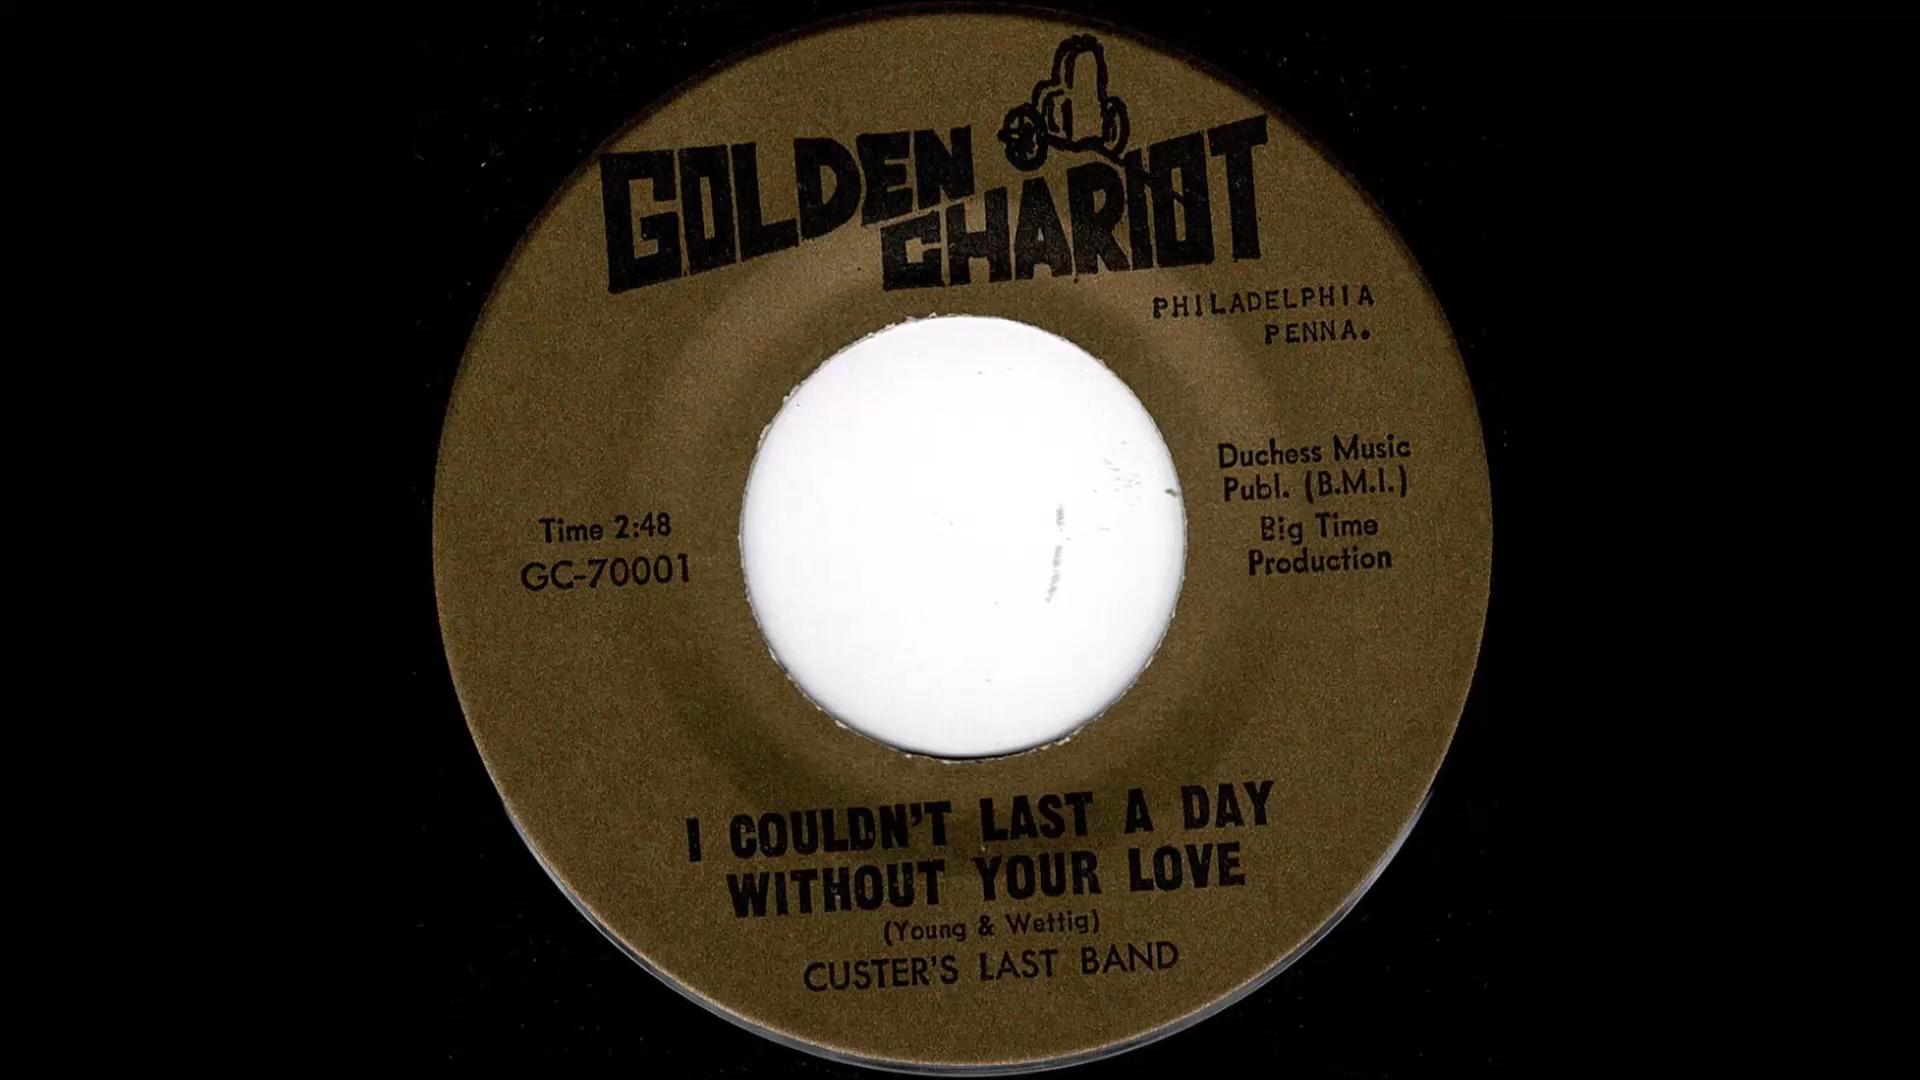 GOLDEN
CHARIOT
PHILADELPHIA
PENNA.
Duchess Music
Publ. (B.M.I.)
Big Time
Production
Time 2:48
GC-70001
I COULDN'T LAST A DAY
WITHOUT YOUR LOVE
(Young & Wettig)
CUSTER'S LAST BAND